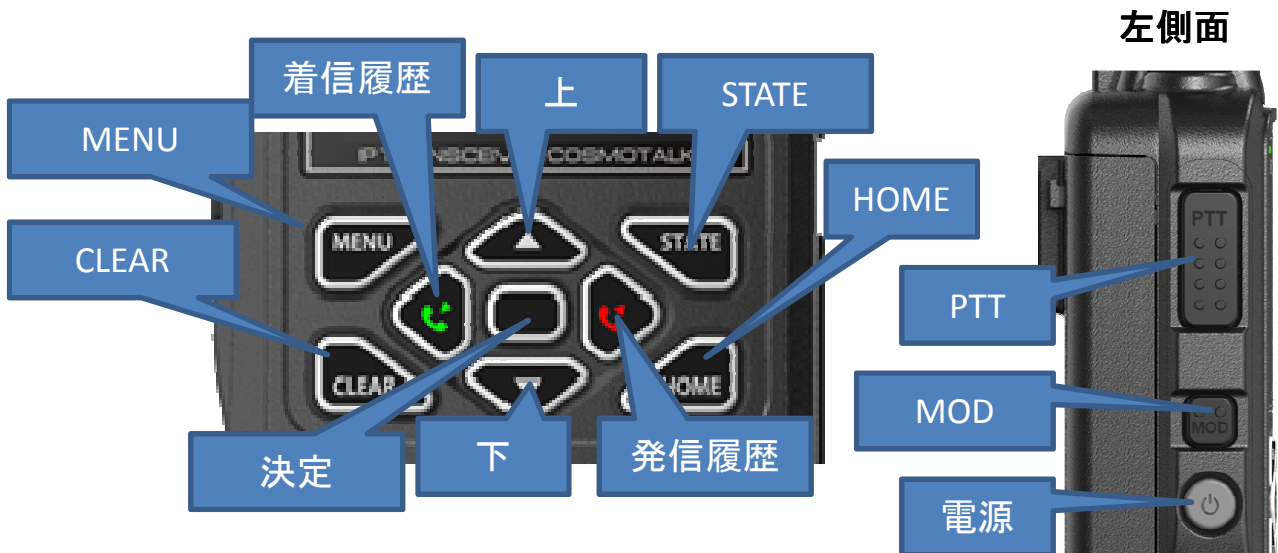 左側面
着信履歴
上
STATE
MENU
COSMOTALK
HOME
MENU
STATE
CLEAR
PTT
PTT
CLEAR
HOME
MOD
MOD
決定
下
発信履歴
電源